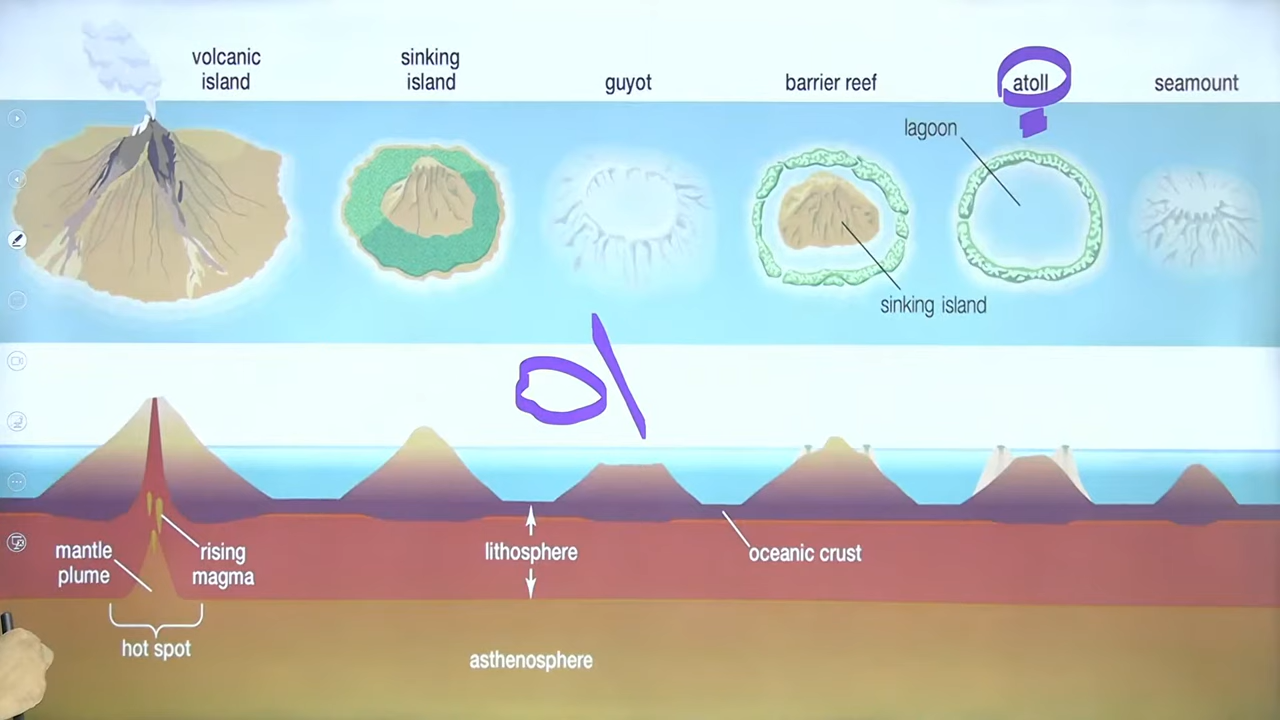 volcanic
island
sinking
island
guyot
barrier reef
atoll
seamount
lagoon
sinking island
mantle
plume
rising
magma
lithosphere
oceanic crust
hot spot
asthenosphere